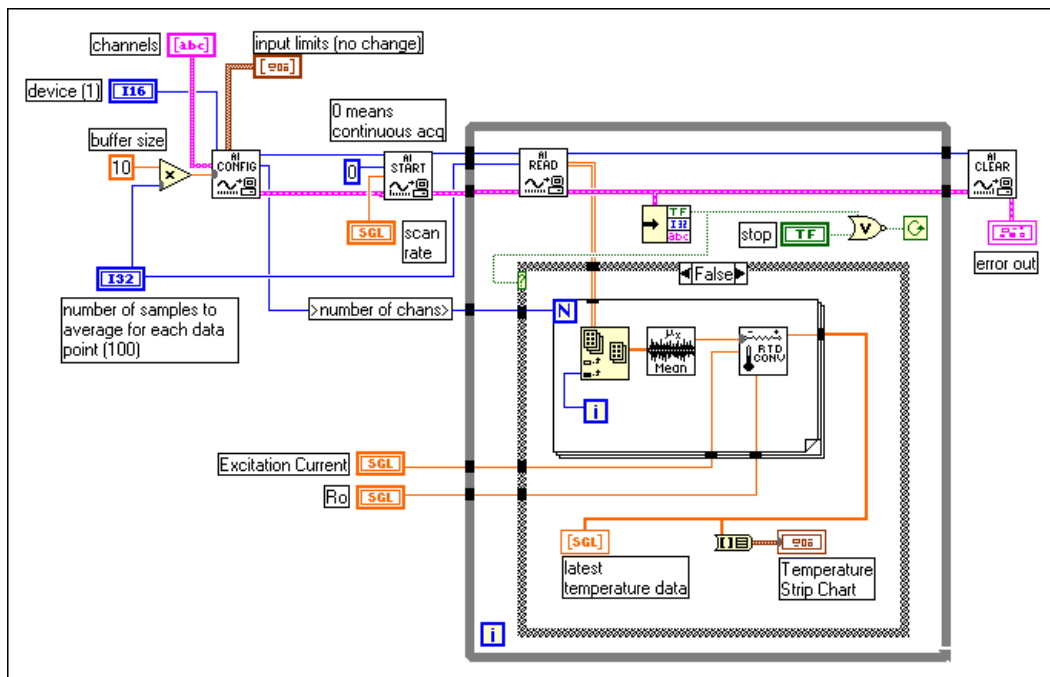 channels
[abc]
input limits (no change)
device (1)
I16
0 means
continuous acq
buffer size
10
x
AI
CONFIG
0
AI
START
AI
READ
AI
CLEAR
SGL
scan
rate
TF
I32
abc
stop
TF
V
error out
I32
?
False
number of samples to
average for each data
point (100)
>number of chans>
N
μx
Mean
RTD
CONV
i
Excitation Current
SGL
Ro
SGL
[SGL]
latest
temperature data
Temperature
Strip Chart
i